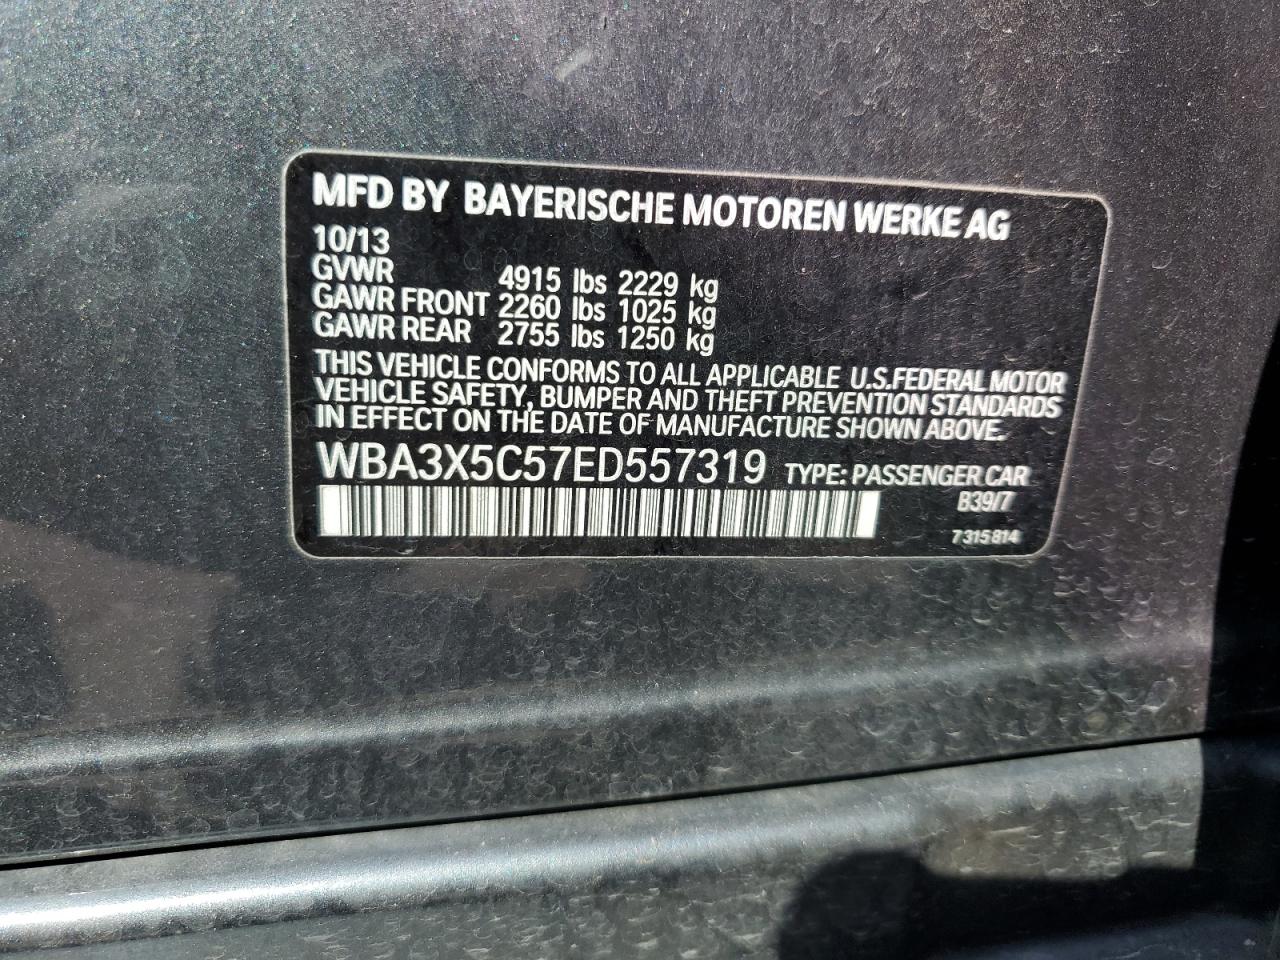 MFD BY BAYERISCHE MOTOREN WERKE AG
10/13
GVWR 4915 lbs 2229 kg
GAWR FRONT 2260 lbs 1025 kg
GAWR REAR 2755 lbs 1250 kg
THIS VEHICLE CONFORMS TO ALL APPLICABLE U.S.FEDERAL MOTOR
VEHICLE SAFETY, BUMPER AND THEFT PREVENTION STANDARDS
IN EFFECT ON THE DATE OF MANUFACTURE SHOWN ABOVE.
WBA3X5C57ED557319 TYPE: PASSENGER CAR
B39/7
7 315 814